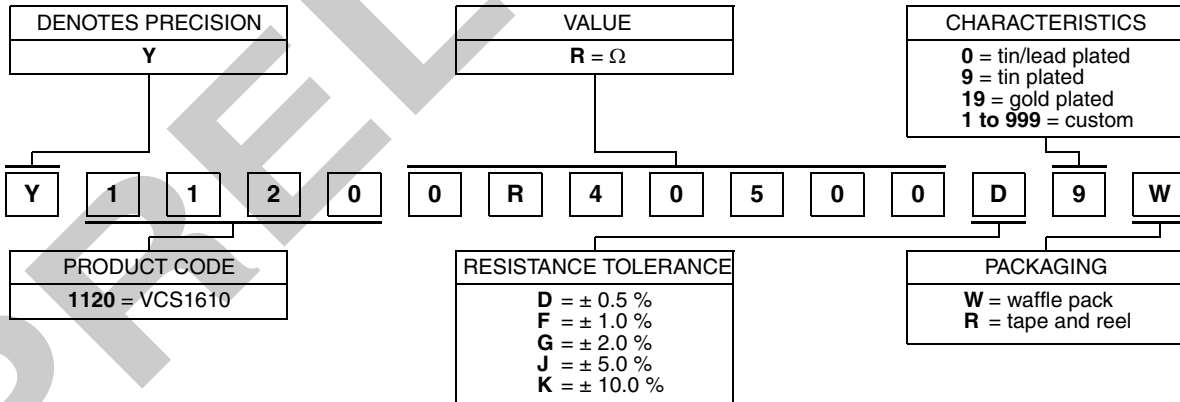 DENOTES PRECISION
Y
VALUE
R = Ω
CHARACTERISTICS
0 = tin/lead plated
9 = tin plated
19 = gold plated
1 to 999 = custom
Y 1 1 2 0 0 R 4 0 5 0 0 D 9 W
PRODUCT CODE
1120 = VCS1610
RESISTANCE TOLERANCE
D = ± 0.5 %
F = ± 1.0 %
G = ± 2.0 %
J = ± 5.0 %
K = ± 10.0 %
PACKAGING
W = waffle pack
R = tape and reel
PREL